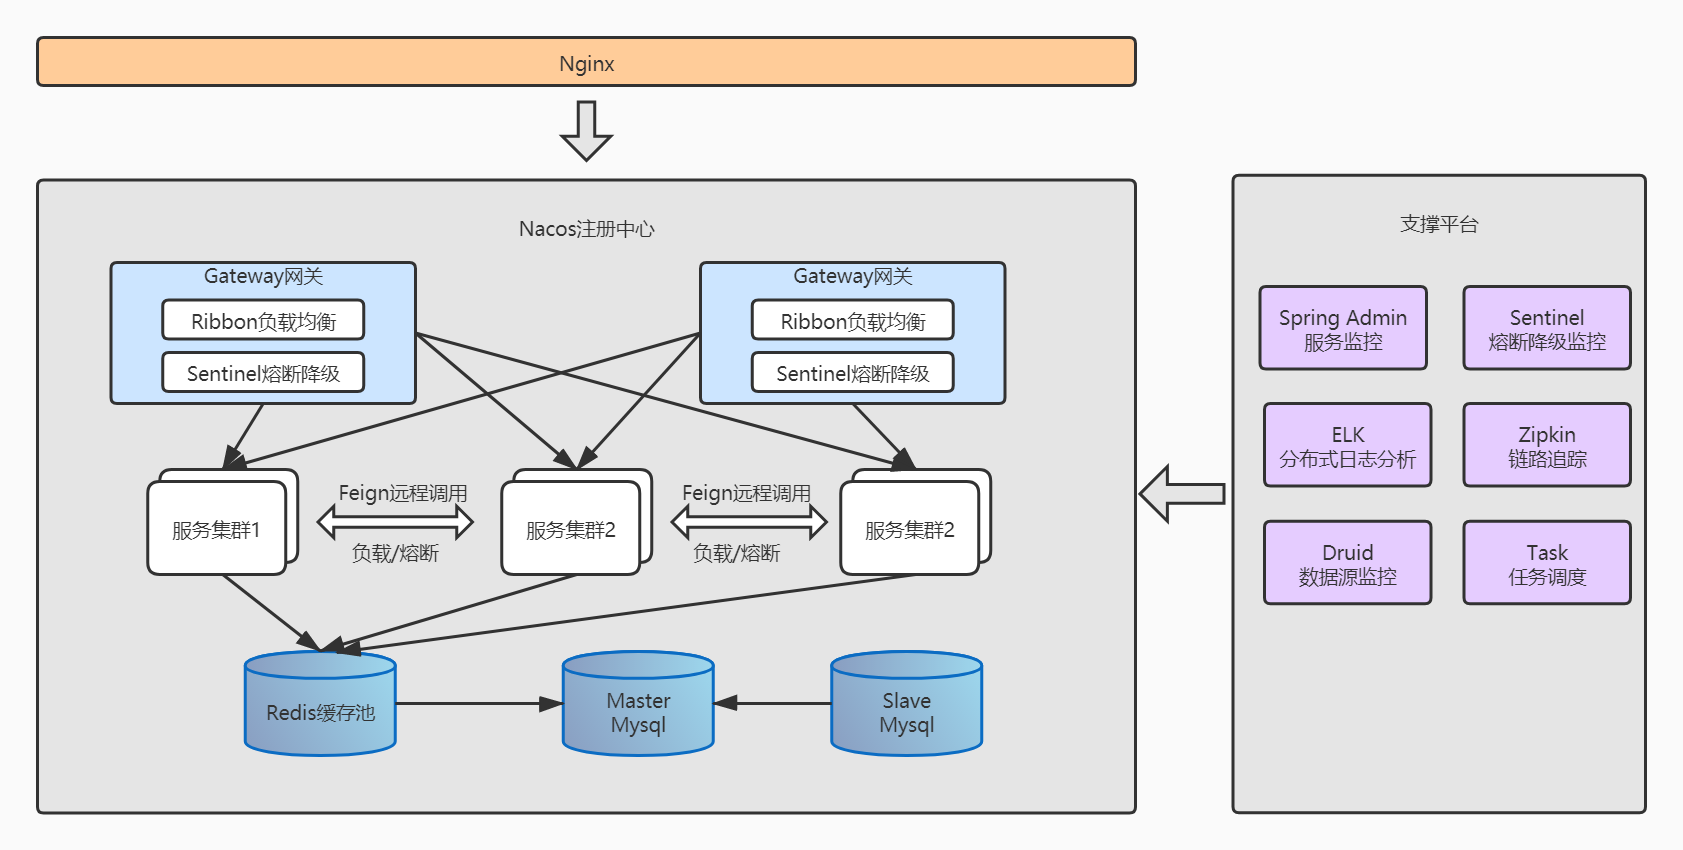 Nginx
Nacos注册中心
Gateway网关
Ribbon负载均衡
Sentinel熔断降级
Gateway网关
Ribbon负载均衡
Sentinel熔断降级
服务集群1
Feign远程调用
负载/熔断
服务集群2
Feign远程调用
负载/熔断
服务集群2
Redis缓存池
Master
Mysql
Slave
Mysql
支撑平台
Spring Admin
服务监控
Sentinel
熔断降级监控
ELK
分布式日志分析
Zipkin
链路追踪
Druid
数据源监控
Task
任务调度